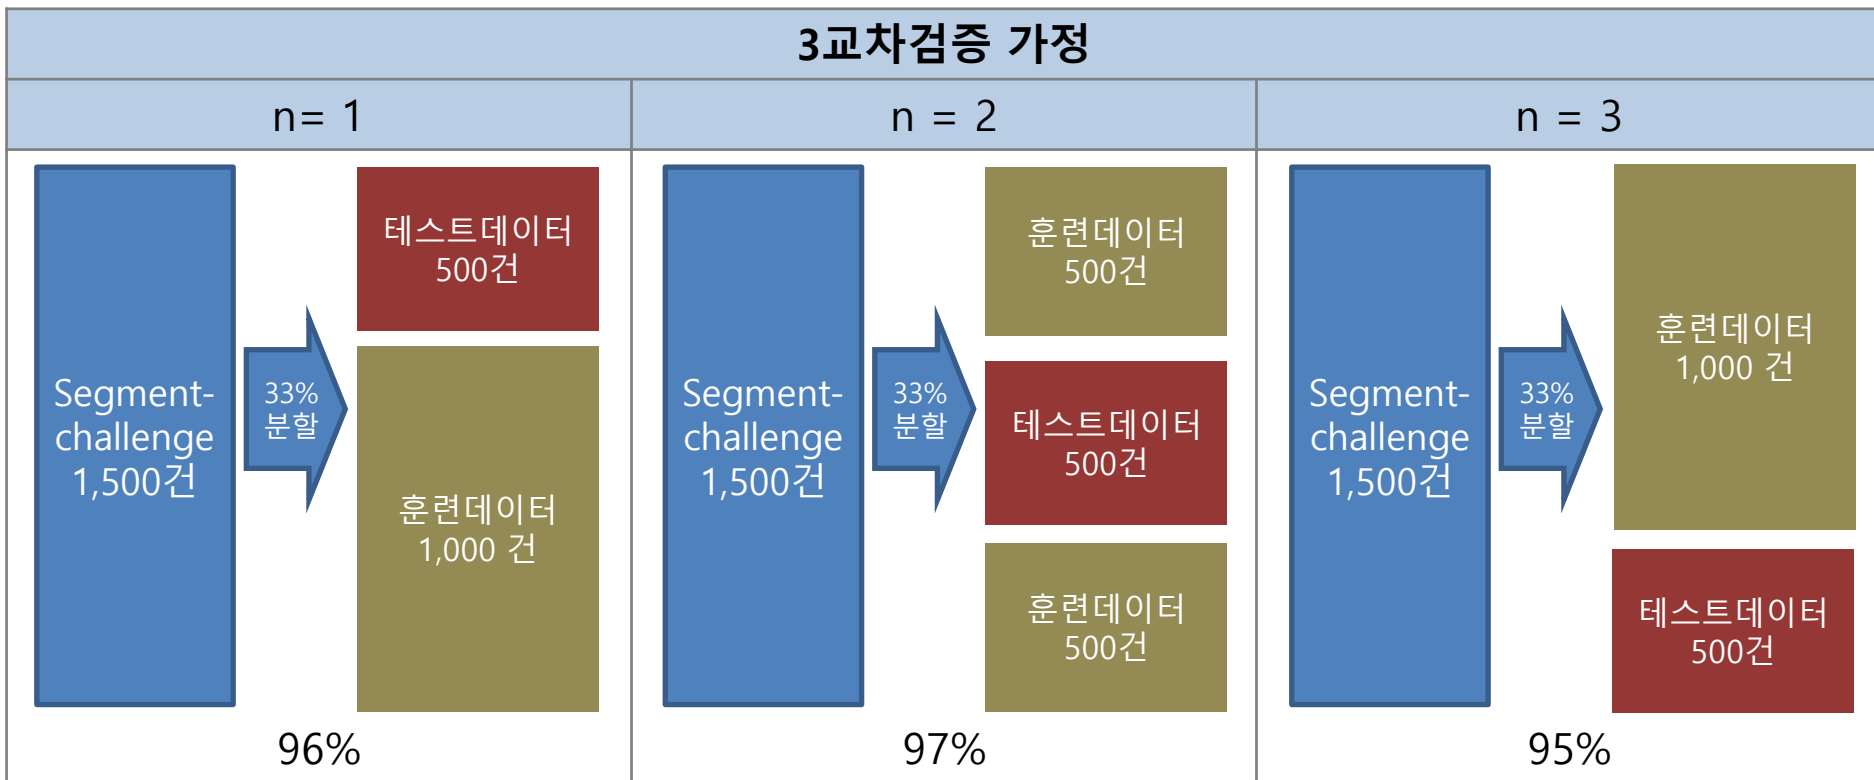 3교차검증 가정
n= 1
n = 2
n = 3
Segment-
challenge
1,500건
33%
분할
테스트데이터
500건
훈련데이터
1,000 건
96%
Segment-
challenge
1,500건
33%
분할
훈련데이터
500건
테스트데이터
500건
훈련데이터
500건
97%
Segment-
challenge
1,500건
33%
분할
훈련데이터
1,000 건
테스트데이터
500건
95%